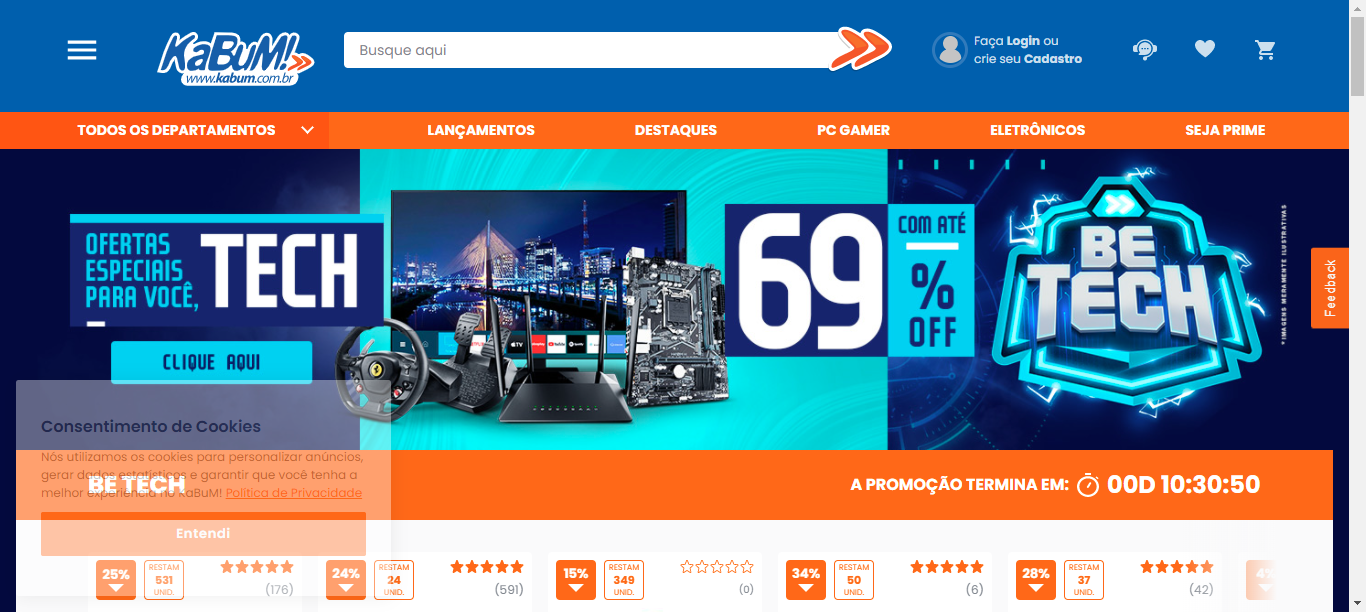 KaBuM!
www.kabum.com.br
Busque aqui
Faça Login ou
crie seu Cadastro
TODOS OS DEPARTAMENTOS
LANÇAMENTOS
DESTAQUES
PC GAMER
ELETRÔNICOS
SEJA PRIME
OFERTAS
ESPECIAIS
PARA VOCÊ,
TECH
CLIQUE AQUI
69
COM ATÉ
%
OFF
BE
TECH
*IMAGENS MERAMENTE ILUSTRATIVAS
Feedback
Consentimento de Cookies
Nós utilizamos os cookies para personalizar anúncios,
gerar dados estatísticos e garantir que você tenha a
melhor experiência no KaBuM! Política de Privacidade
Entendi
BE TECH
A PROMOÇÃO TERMINA EM: 00D 10:30:50
25%
RESTAM
531
UNID.
(176)
24%
RESTAM
24
UNID.
(591)
15%
RESTAM
349
UNID.
(0)
34%
RESTAM
50
UNID.
(6)
28%
RESTAM
37
UNID.
(42)
4%